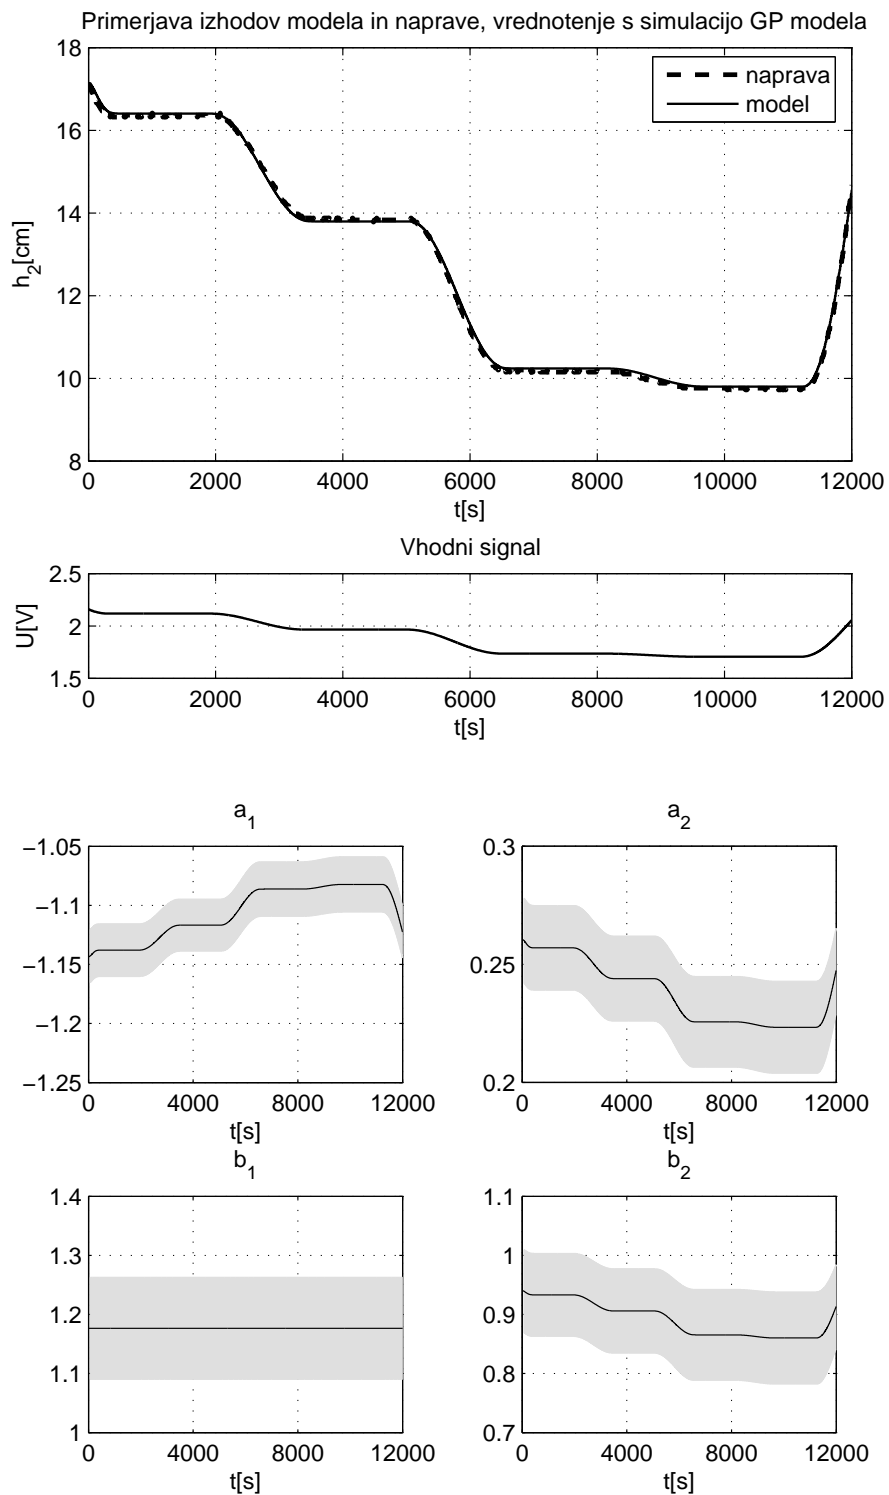 Primerjava izhodov modela in naprave, vrednotenje s simulacijo GP modela
18
16
14
12
10
8
h2[cm]
naprava
model
0 2000 4000 6000 8000 10000 12000
t[s]
Vhodni signal
2.5
2
1.5
U[V]
0 2000 4000 6000 8000 10000 12000
t[s]
a1
−1.05
−1.1
−1.15
−1.2
−1.25
0 4000 8000 12000
t[s]
a2
0.3
0.25
0.2
0 4000 8000 12000
t[s]
b1
1.4
1.3
1.2
1.1
1
0 4000 8000 12000
t[s]
b2
1.1
1
0.9
0.8
0.7
0 4000 8000 12000
t[s]